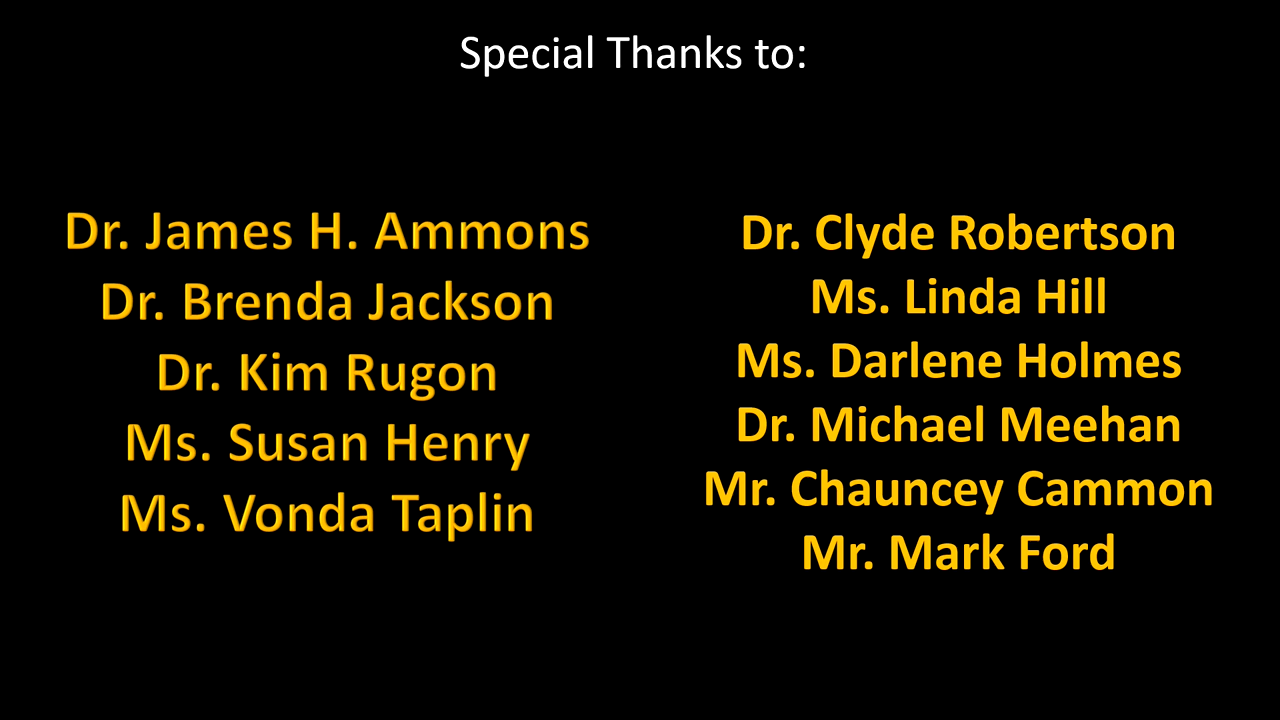 Special Thanks to:
Dr. James H. Ammons
Dr. Brenda Jackson
Dr. Kim Rugon
Ms. Susan Henry
Ms. Vonda Taplin
Dr. Clyde Robertson
Ms. Linda Hill
Ms. Darlene Holmes
Dr. Michael Meehan
Mr. Chauncey Cammon
Mr. Mark Ford